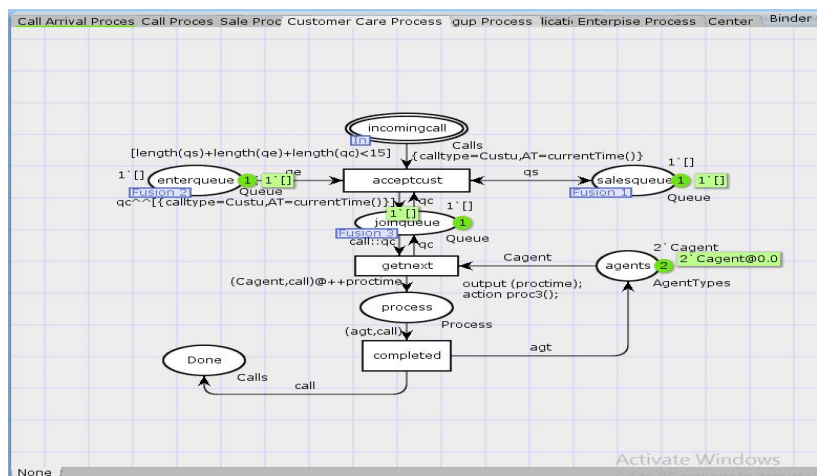 Call Arrival Proces Call Proces Sale Proc Customer Care Process gup Process licati Enterpise Process Center Binder
incomingcall
In
Calls
[length(qs)+length(qe)+length(qc)<15]
{calltype=Custu,AT=currentTime()}
1`[]
enterqueue
1
1`[]
qe
Fusion 2
Queue
acceptcust
qs
1`[]
salesqueue
1
1`[]
Fusion 1
Queue
qc^^[{calltype=Custu,AT=currentTime()}]
qc
1`[]
1`[]
joinqueue
1
Fusion 3
Queue
call::qc
qc
getnext
Cagent
agents
2
2`Cagent
2`Cagent@0.0
AgentTypes
(Cagent,call)@++proctime
output (proctime);
action proc3();
process
Process
(agt,call)
completed
agt
Done
Calls
call
Activate Windows
None